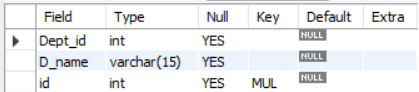 Field Type Null Key Default Extra
Dept_id int YES NULL
D_name varchar(15) YES NULL
id int YES MUL NULL